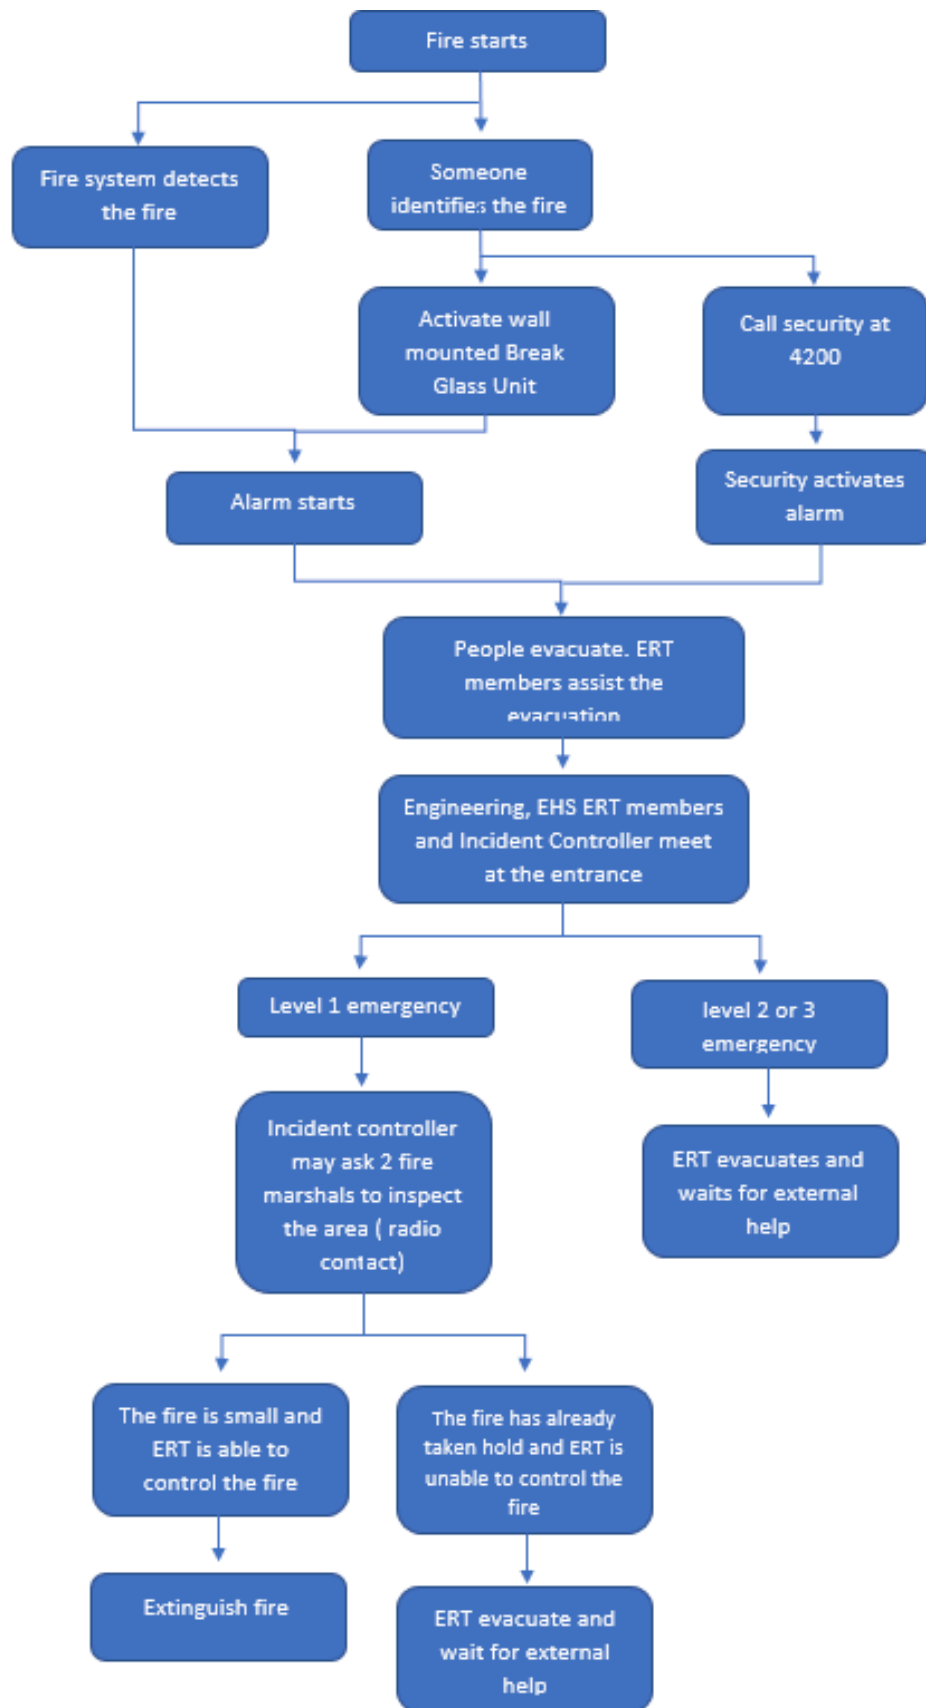 Fire starts
Fire system detects
the fire
Someone
identifies the fire
Activate wall
mounted Break
Glass Unit
Call security at
4200
Alarm starts
Security activates
alarm
People evacuate. ERT
members assist the
evacuation
Engineering, EHS ERT members
and Incident Controller meet
at the entrance
Level 1 emergency
level 2 or 3
emergency
Incident controller
may ask 2 fire
marshals to inspect
the area ( radio
contact)
ERT evacuates and
waits for external
help
The fire is small and
ERT is able to
control the fire
The fire has already
taken hold and ERT is
unable to control the
fire
Extinguish fire
ERT evacuate and
wait for external
help